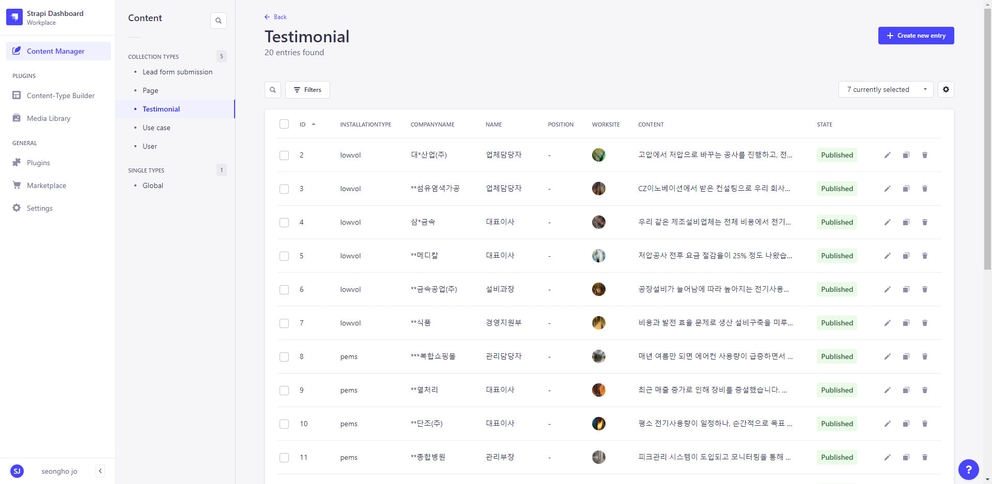 Strapi Dashboard
Workplace
Content Manager
PLUGINS
Content-Type Builder
Media Library
GENERAL
Plugins
Marketplace
Settings
SJ
seongho jo
Content
COLLECTION TYPES 5
Lead form submission
Page
Testimonial
Use case
User
SINGLE TYPES 1
Global
Back
Testimonial
20 entries found
Create new entry
Filters
7 currently selected
ID INSTALLATIONTYPE COMPANYNAME NAME POSITION WORKSITE CONTENT STATE
2 lowvol 대*산업(주) 업체담당자 - 고압에서 저압으로 바꾸는 공사를 진행하고, 전... Published
3 lowvol **섬유염색가공 업체담당자 - CZ이노베이션에서 받은 컨설팅으로 우리 회사... Published
4 lowvol 삼*금속 대표이사 - 우리 같은 제조설비업체는 전체 비용에서 전기... Published
5 lowvol **메디칼 대표이사 - 저압공사 전후 요금 절감율이 25% 정도 나왔습... Published
6 lowvol **금속공업(주) 설비과장 - 공장설비가 늘어남에 따라 높아지는 전기사용... Published
7 lowvol **식품 경영지원부 - 비용과 발전 효율 문제로 생산 설비구축을 미루... Published
8 pems ***복합쇼핑몰 관리담당자 - 매년 여름만 되면 에어컨 사용량이 급증하면서 ... Published
9 pems **열처리 대표이사 - 최근 매출 증가로 인해 장비를 증설했습니다. ... Published
10 pems **단조(주) 대표이사 - 평소 전기사용량이 일정하나, 순간적으로 목표 ... Published
11 pems **종합병원 관리부장 - 피크관리 시스템이 도입되고 모니터링을 통해 ... Published
?